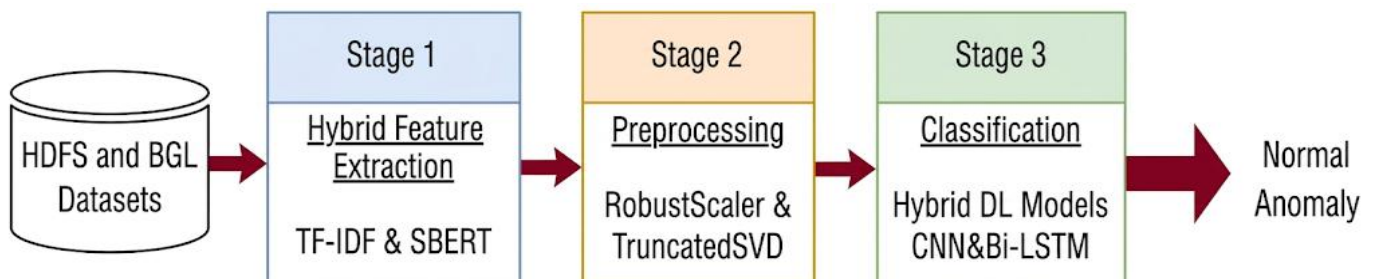 HDFS and BGL
Datasets
Stage 1
Hybrid Feature
Extraction
TF-IDF & SBERT
Stage 2
Preprocessing
RobustScaler &
TruncatedSVD
Stage 3
Classification
Hybrid DL Models
CNN&Bi-LSTM
Normal
Anomaly